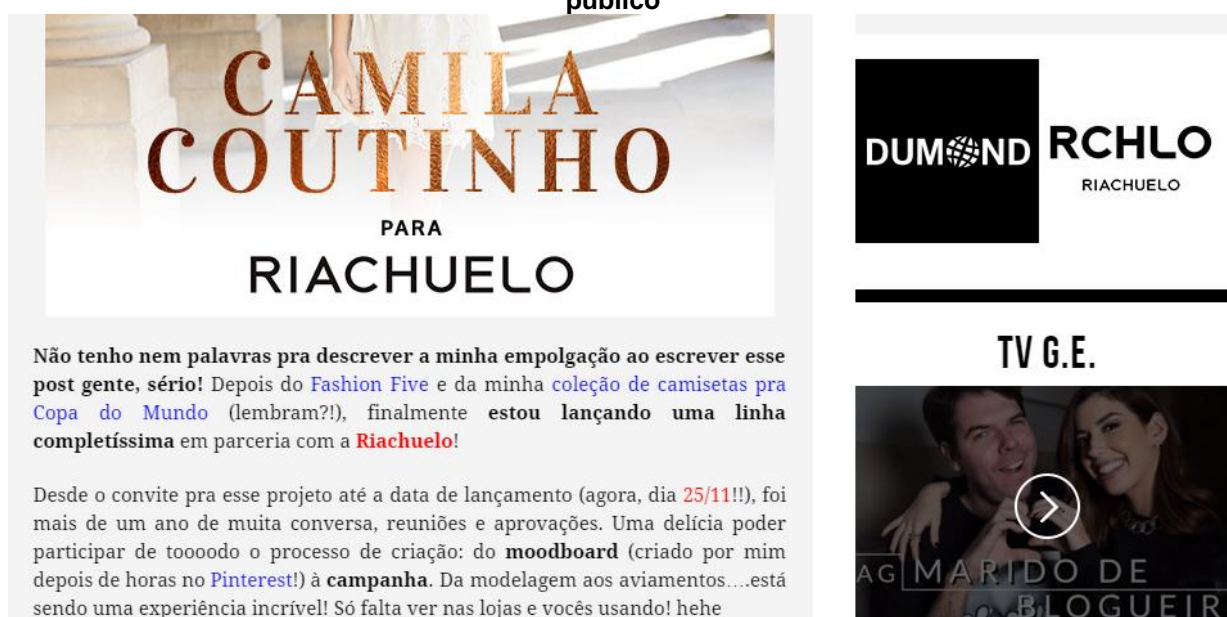 público
CAMILA
COUTINHO
PARA
RIACHUELO
Não tenho nem palavras pra descrever a minha empolgação ao escrever esse
post gente, sério! Depois do Fashion Five e da minha coleção de camisetas pra
Copa do Mundo (lembram?!), finalmente estou lançando uma linha
completíssima em parceria com a Riachuelo!
Desde o convite pra esse projeto até a data de lançamento (agora, dia 25/11!!), foi
mais de um ano de muita conversa, reuniões e aprovações. Uma delícia poder
participar de toooodo o processo de criação: do moodboard (criado por mim
depois de horas no Pinterest!) à campanha. Da modelagem aos aviamentos....está
sendo uma experiência incrível! Só falta ver nas lojas e vocês usando! hehe
DUMOND
RCHLO
RIACHUELO
TV G.E.
AG MARIDO DE
BLOGUEIR